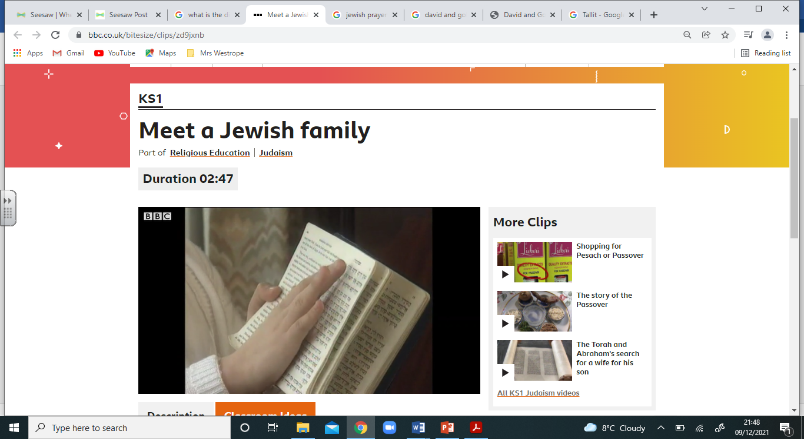 Seesaw | Wh
Seesaw Post
what is the d
Meet a Jewis
jewish praye
david and go
David and G
Tallit - Googl
bbc.co.uk/bitesize/clips/zd9jxnb
Apps
Gmail
YouTube
Maps
Mrs Westrope
Reading list
KS1
Meet a Jewish family
Part of Religious Education | Judaism
Duration 02:47
BBC
More Clips
Shopping for
Pesach or Passover
The story of the
Passover
The Torah and
Abraham's search
for a wife for his
son
All KS1 Judaism videos
Description
Classroom Ideas
Type here to search
8°C Cloudy
21:48
09/12/2021